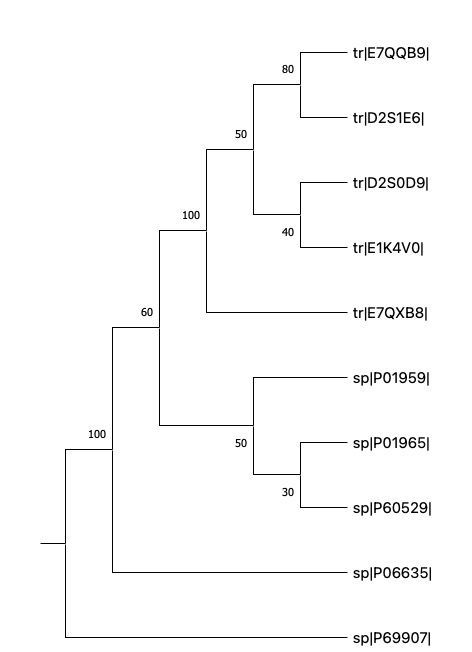 tr|E7QQB9|
80
tr|D2S1E6|
50
tr|D2S0D9|
100
40
tr|E1K4V0|
60
tr|E7QXB8|
sp|P01959|
100
50
sp|P01965|
30
sp|P60529|
sp|P06635|
sp|P69907|